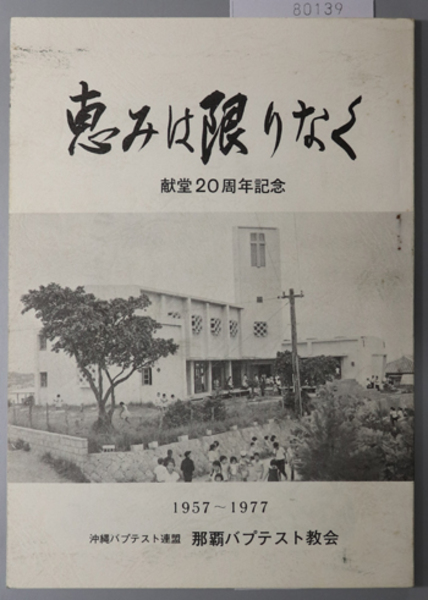 80139
恵みは限りなく
献堂20周年記念
1957～1977
沖縄バプテスト連盟 那覇バプテスト教会